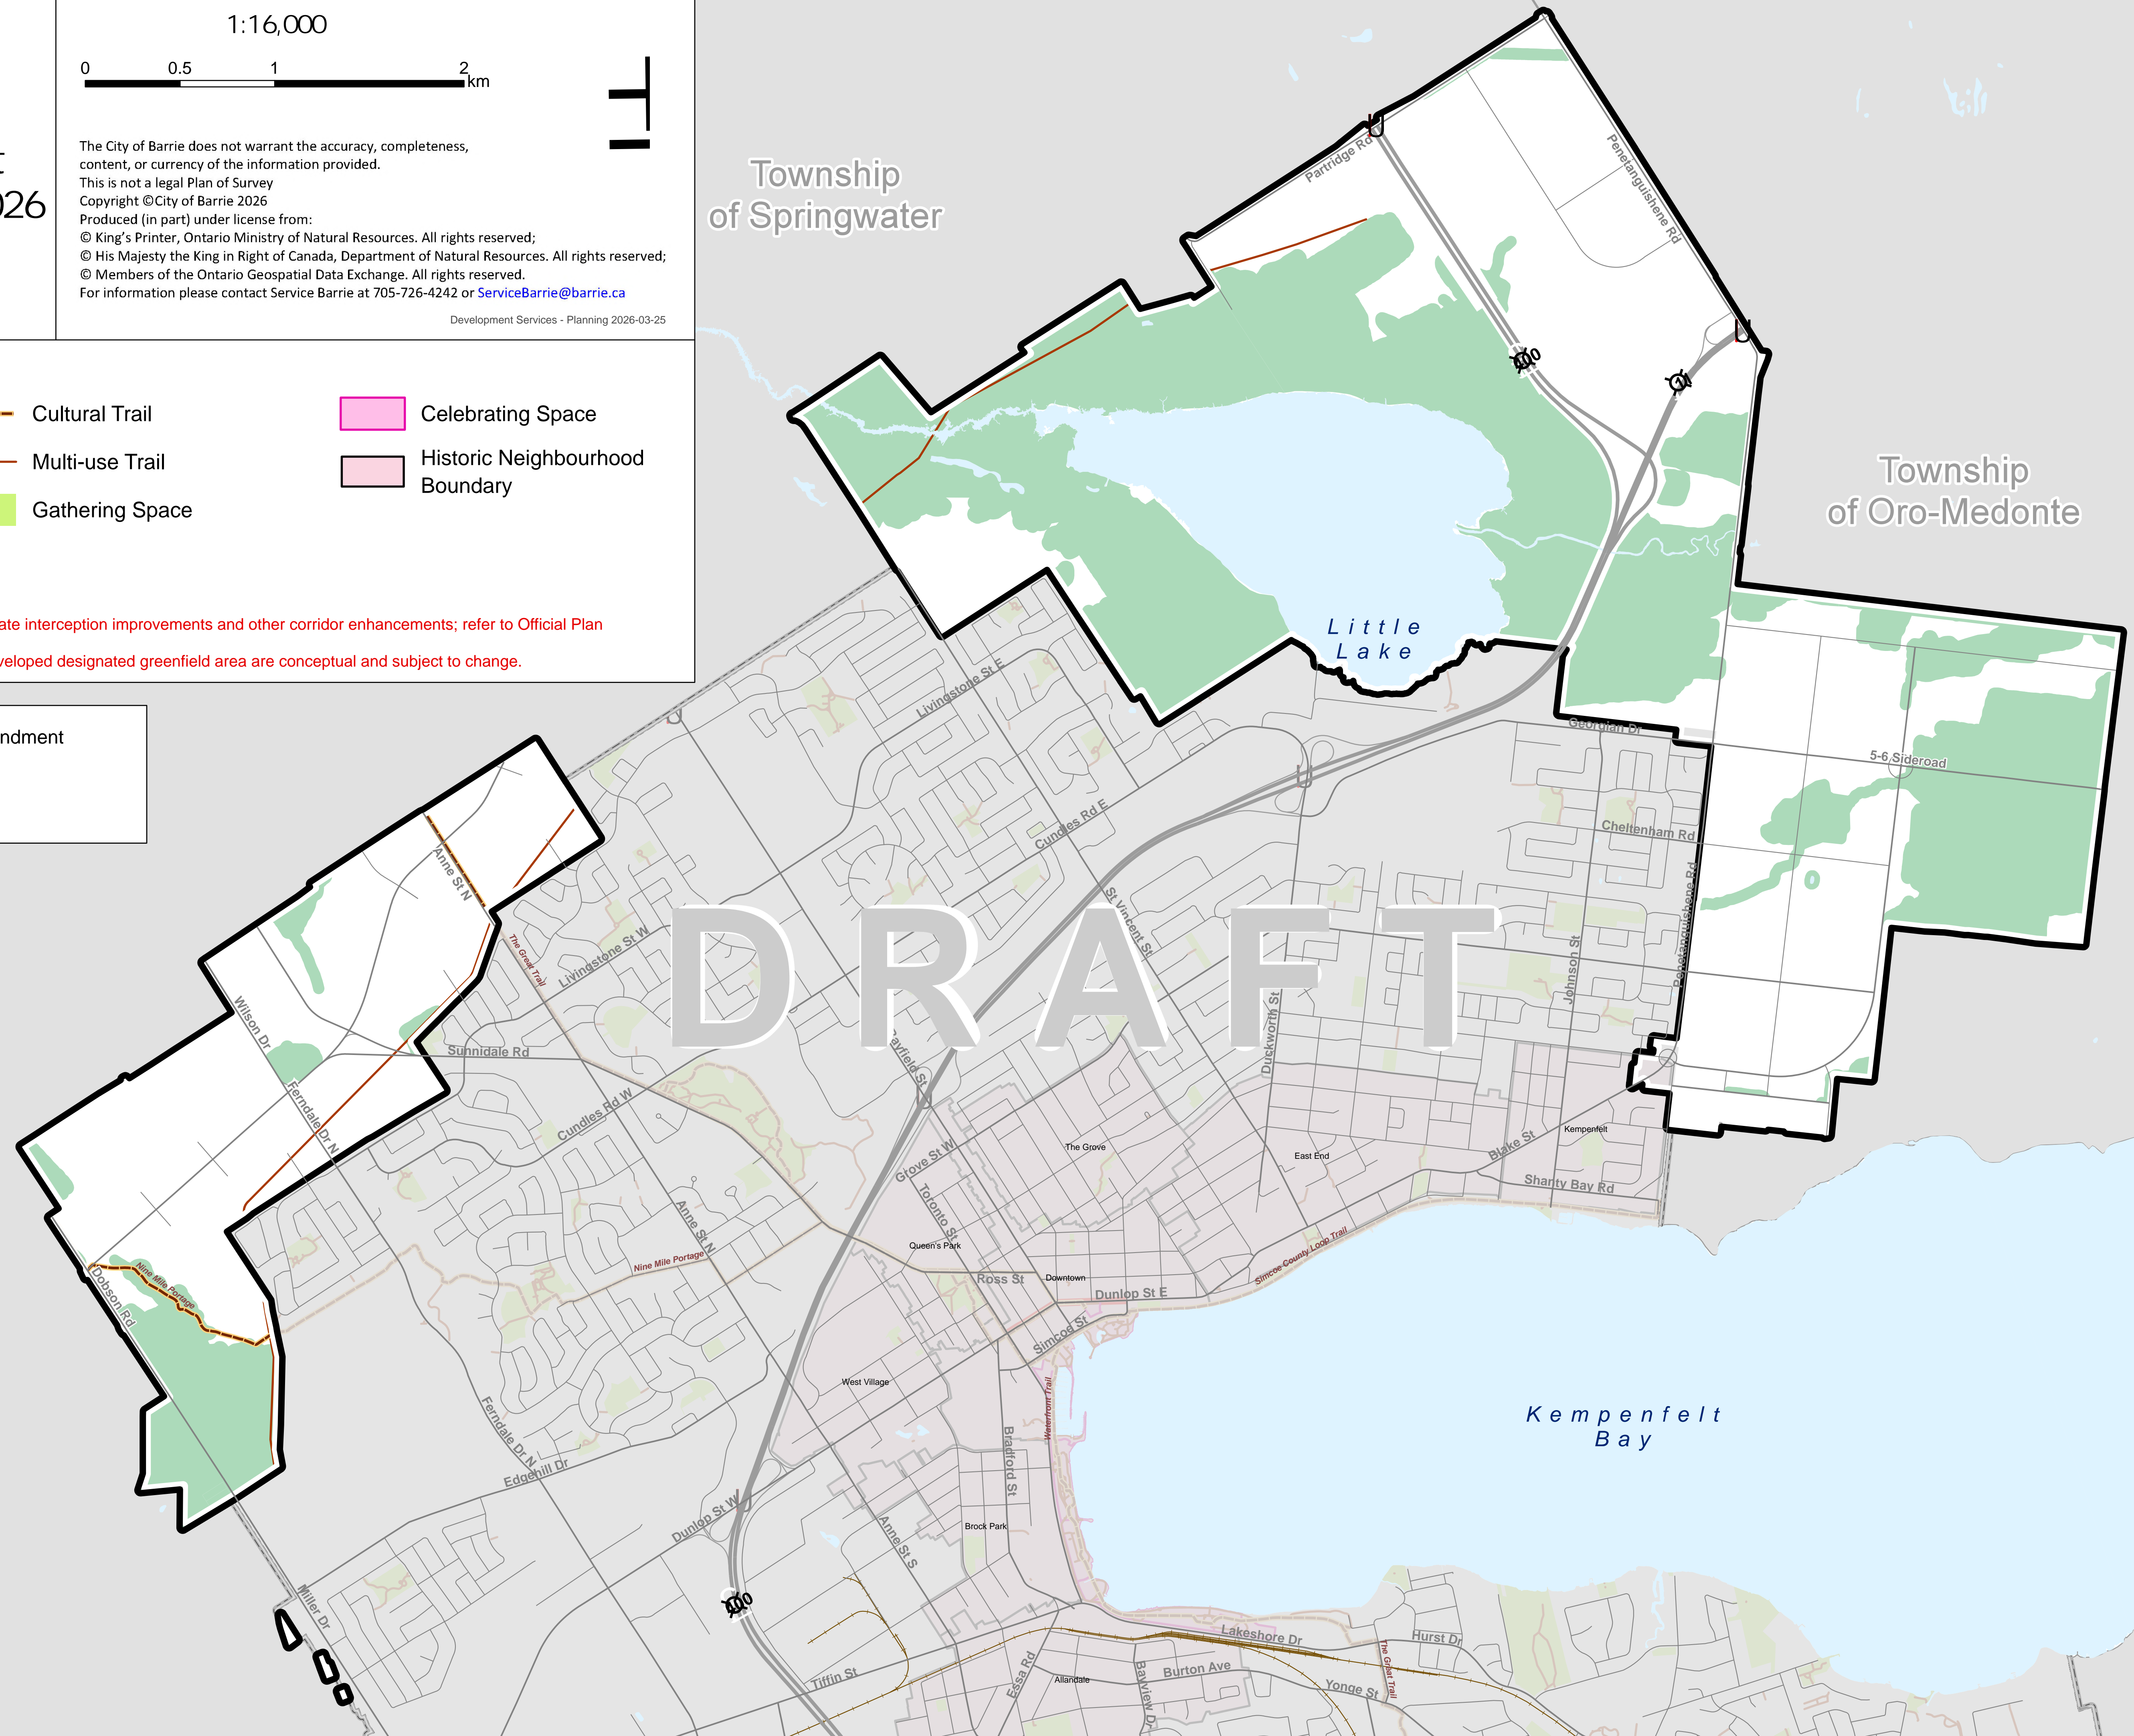 1:16,000
0 0.5 1 2
km
026
The City of Barrie does not warrant the accuracy, completeness,
content, or currency of the information provided.
This is not a legal Plan of Survey
Copyright ©City of Barrie 2026
Produced (in part) under license from:
© King's Printer, Ontario Ministry of Natural Resources. All rights reserved;
© His Majesty the King in Right of Canada, Department of Natural Resources. All rights reserved;
© Members of the Ontario Geospatial Data Exchange. All rights reserved.
For information please contact Service Barrie at 705-726-4242 or ServiceBarrie@barrie.ca
Development Services - Planning 2026-03-25
Cultural Trail
Multi-use Trail
Gathering Space
Celebrating Space
Historic Neighbourhood
Boundary
ate interception improvements and other corridor enhancements; refer to Official Plan
veloped designated greenfield area are conceptual and subject to change.
ndment
Township
of Springwater
Partridge Rd
Penetanguishene Rd
U
U
400
11
Township
of Oro-Medonte
Little
Lake
Livingstone St E
U
Georgian Dr
5-6 Sideroad
U
Cundles Rd E
Cheltenham Rd
Anne St N
St Vincent St
Penetanguishene Rd
DRAFT
The Great Trail
Livingstone St W
Johnson St
Wilson Dr
Duckworth St
Sunnidale Rd
Bayfield St
U
Ferndale Dr N
Cundles Rd W
Grove St W
The Grove
East End
Kempenfelt
Blake St
Shanty Bay Rd
Toronto St
Anne St N
Queen's Park
Nine Mile Portage
Nine Mile Portage
Dobson Rd
Ross St
Downtown
Simcoe County Loop Trail
Dunlop St E
Simcoe St
West Village
Waterfront Trail
Kempenfelt
Bay
Ferndale Dr N
Edgehill Dr
Bradford St
Dunlop St W
U
Anne St S
Brock Park
Miller Dr
400
Lakeshore Dr
Hurst Dr
The Great Trail
Tiffin St
Essa Rd
Allandale
Bayview Dr
Burton Ave
Yonge St